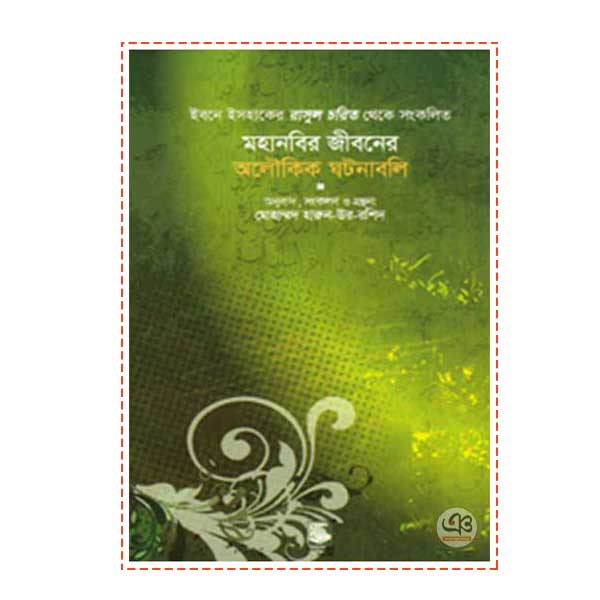 ইবনে ইসহাকের রাসুল চরিত থেকে সংকলিত
মহানবির জীবনের
অলৌকিক ঘটনাবলি
অনুবাদ, সংকলন ও গ্রন্থনা
মোহাম্মদ হারুন-উর-রশিদ